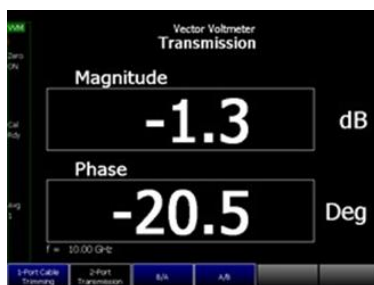 VVM
Vector Voltmeter
Transmission
Zero
ON
Magnitude
-1.3 dB
Cal
Rdy
Phase
-20.5 Deg
Avg
1
f = 10.00 GHz
1-Port Cable
Trimming
2-Port
Transmission
B/A
A/B